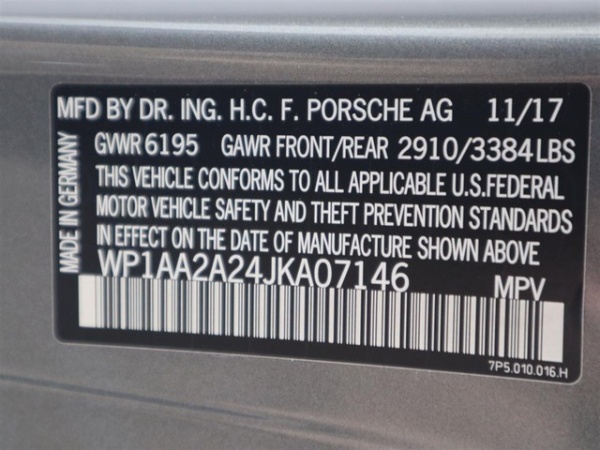 MFD BY DR. ING. H.C. F. PORSCHE AG 11/17
GVWR 6195 GAWR FRONT/REAR 2910/3384 LBS
THIS VEHICLE CONFORMS TO ALL APPLICABLE U.S.FEDERAL
MOTOR VEHICLE SAFETY AND THEFT PREVENTION STANDARDS
IN EFFECT ON THE DATE OF MANUFACTURE SHOWN ABOVE
WP1AA2A24JKA07146 MPV
7P5.010.016.H
MADE IN GERMANY